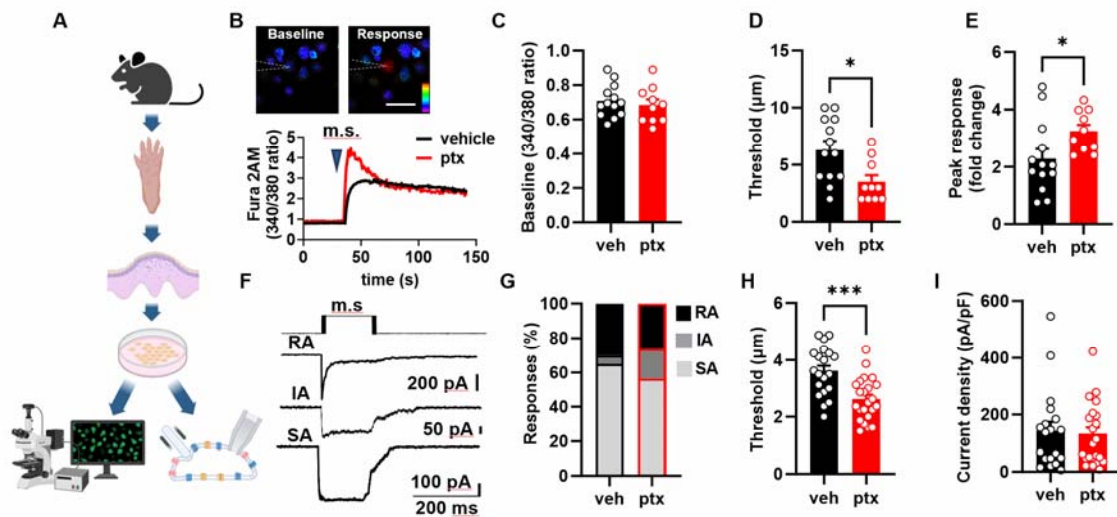 A
B
Baseline
Response
m.s.
vehicle
ptx
Fura 2AM
(340/380 ratio)
5
4
3
2
1
0
50
100
150
time (s)
C
Baseline (340/380 ratio)
1.0
0.8
0.6
0.4
0.2
0.0
veh
ptx
D
Threshold (µm)
15
10
5
0
*
veh
ptx
E
Peak response
(fold change)
6
4
2
0
*
veh
ptx
F
m.s
RA
200 pA
IA
50 pA
SA
100 pA
200 ms
G
Responses (%)
100
80
60
40
20
0
veh
ptx
RA
IA
SA
H
Threshold (µm)
6
4
2
0
***
veh
ptx
I
Current density (pA/pF)
600
400
200
0
veh
ptx